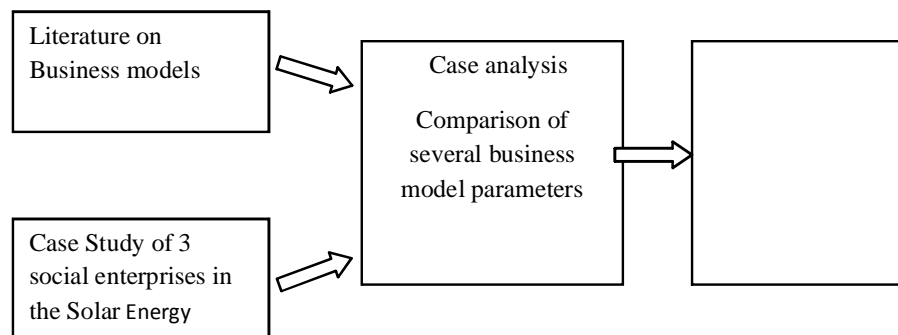 Literature on
Business models
Case analysis
Comparison of
several business
model parameters
Case Study of 3
social enterprises in
the Solar Energy